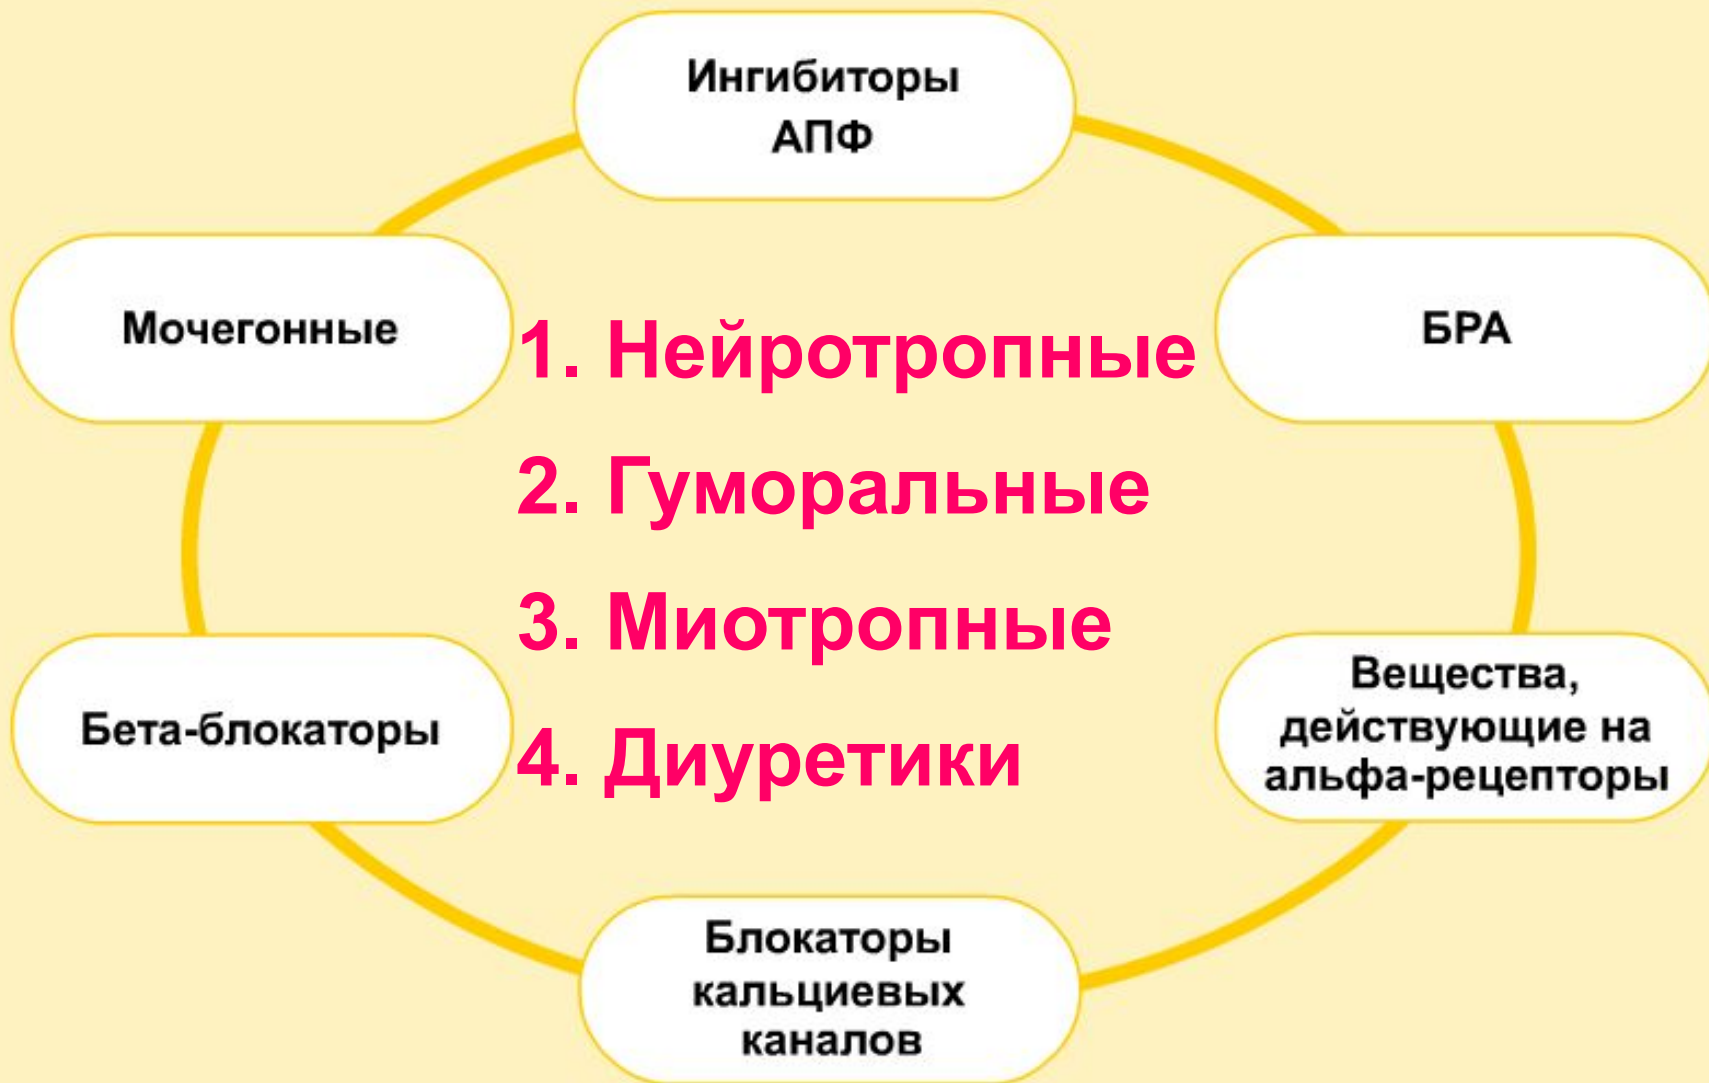 Ингибиторы
АПФ
Мочегонные
БРА
1. Нейротропные
2. Гуморальные
3. Миотропные
4. Диуретики
Бета-блокаторы
Вещества,
действующие на
альфа-рецепторы
Блокаторы
кальциевых
каналов